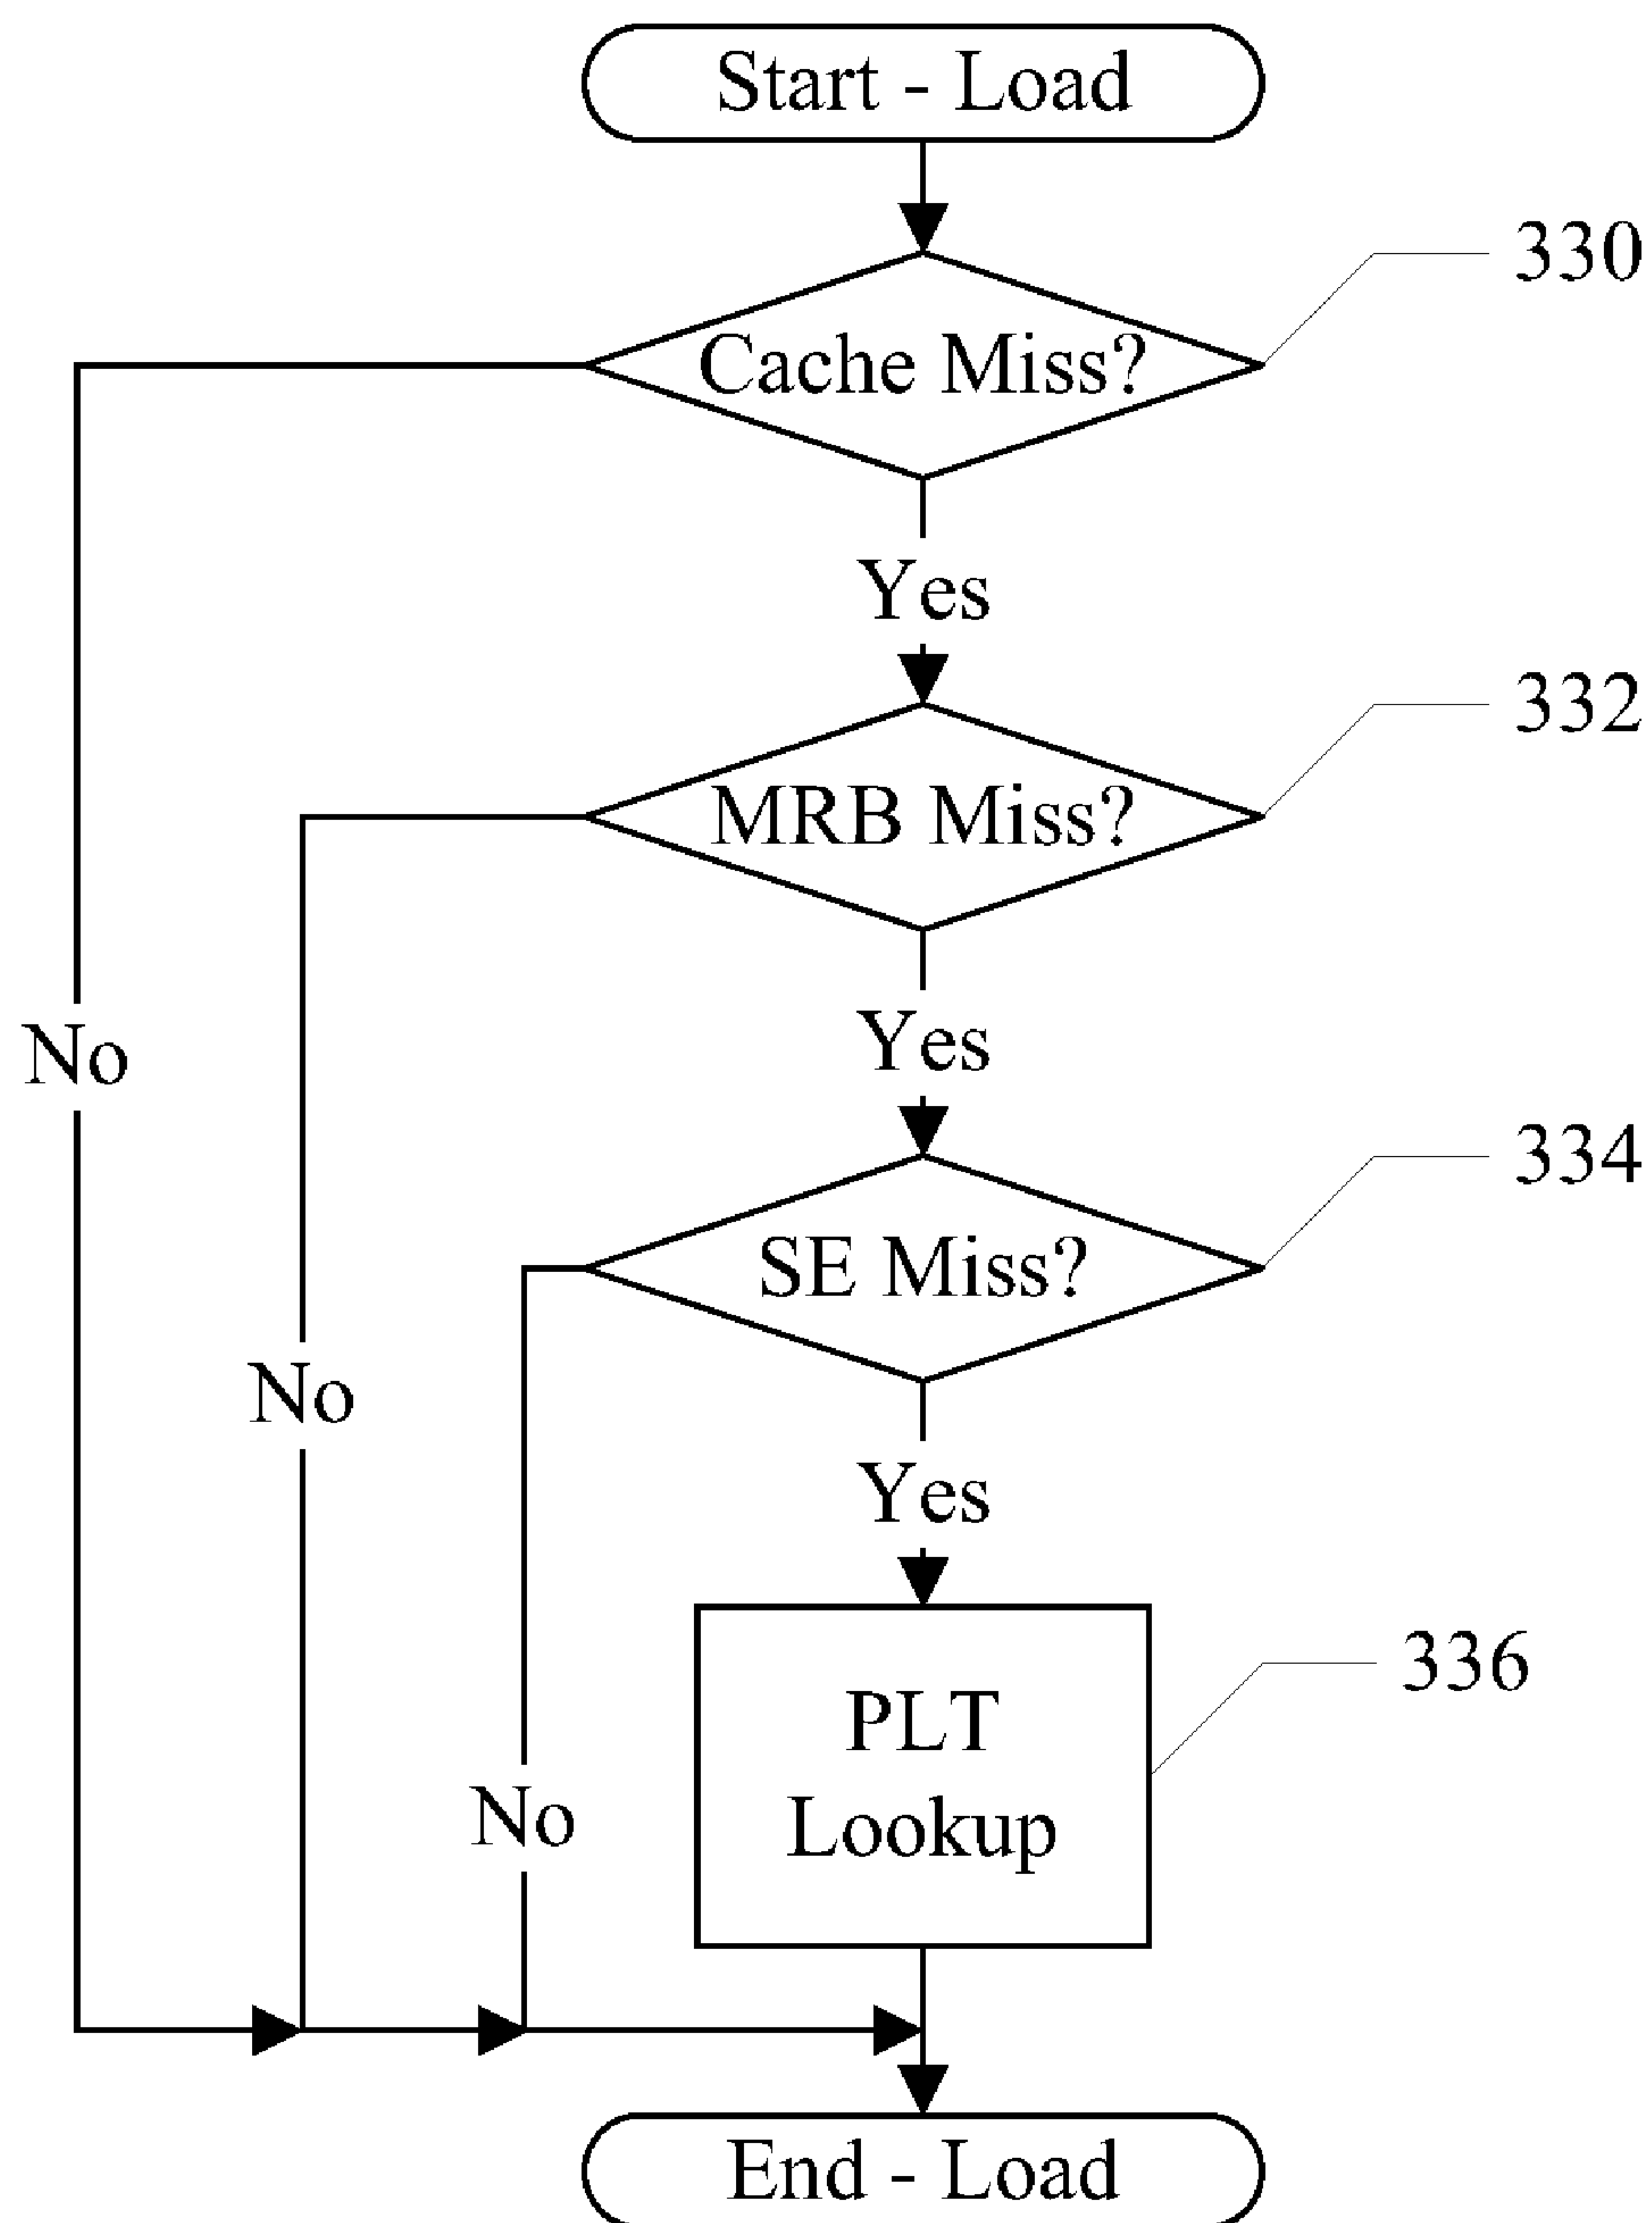 Start - Load
330
Cache Miss?
Yes
332
MRB Miss?
No
Yes
334
SE Miss?
No
Yes
336
PLT
Lookup
No
End - Load